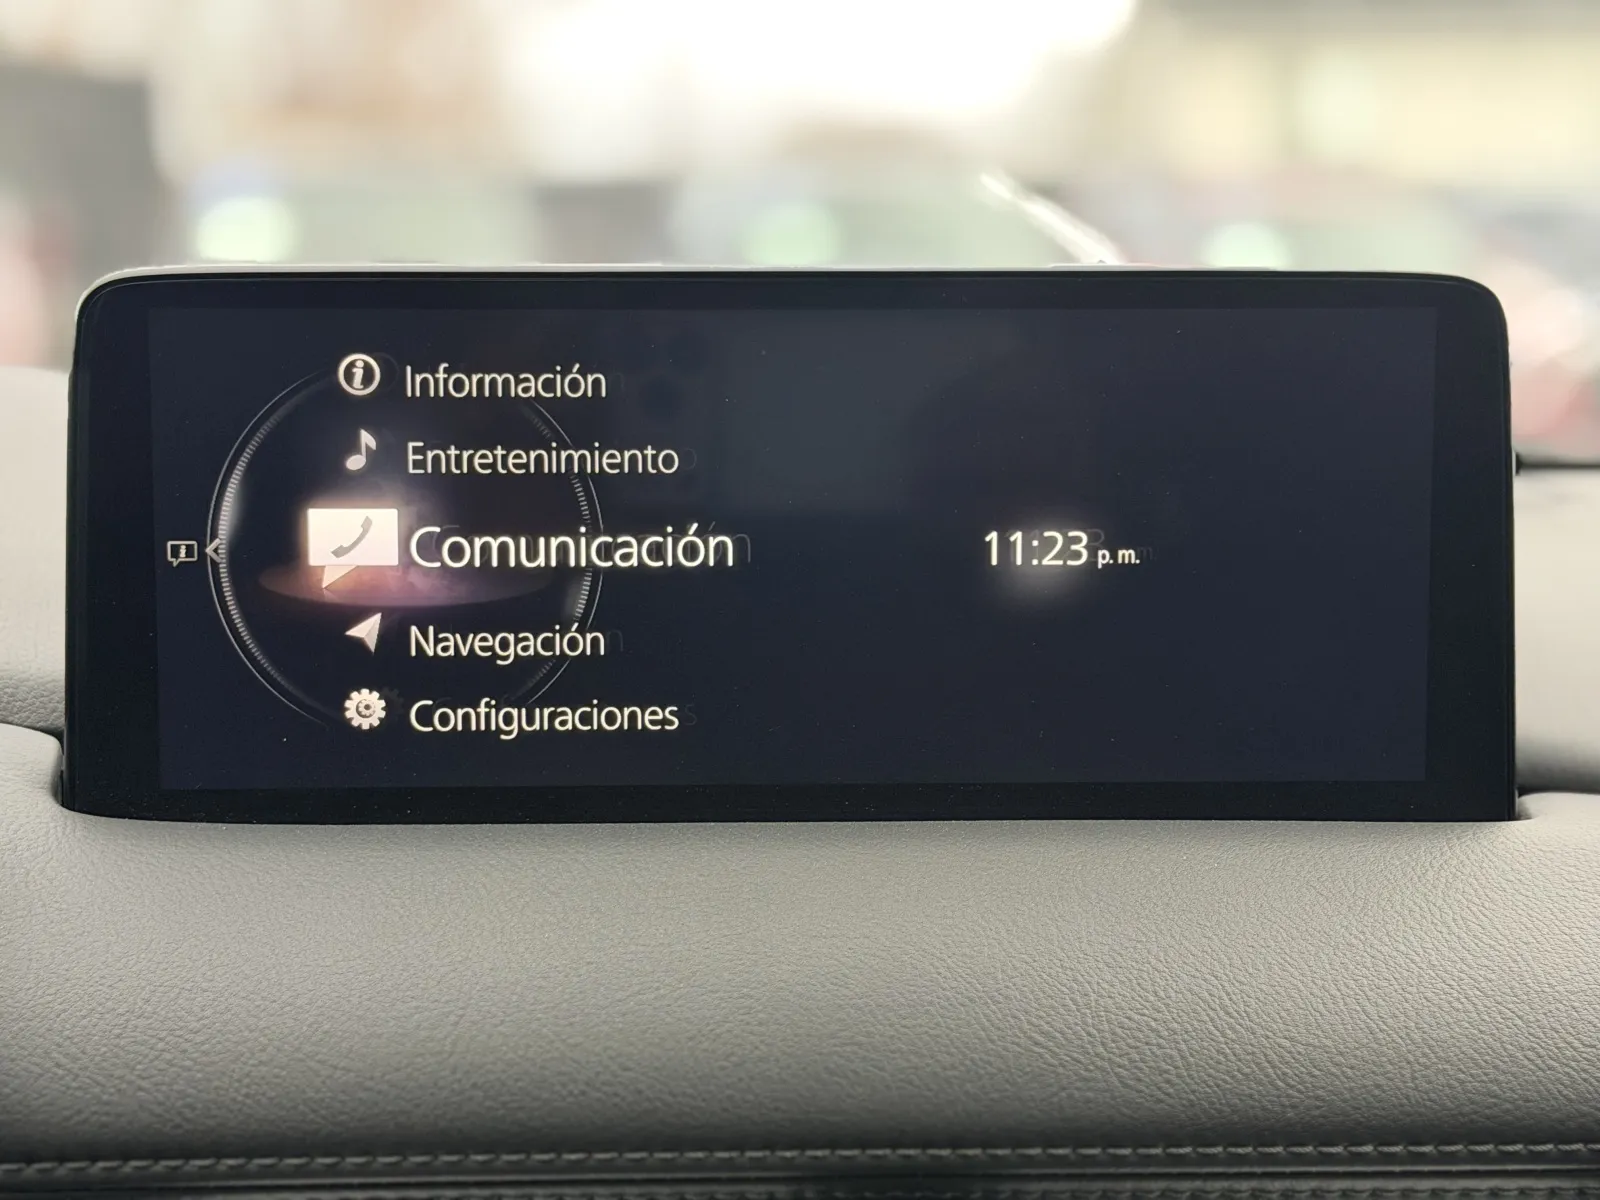 Información
Entretenimiento
Comunicación
11:23 p. m.
Navegación
Configuraciones